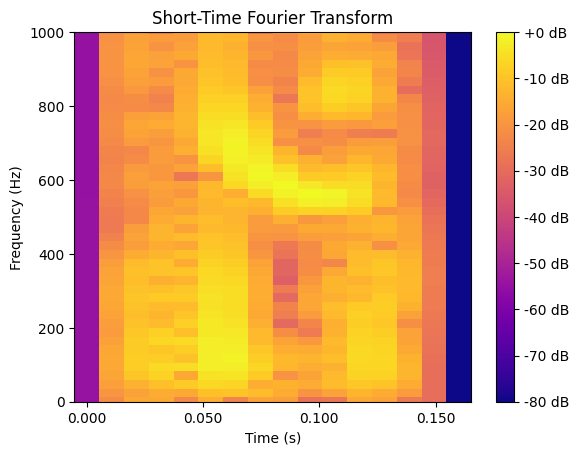 Short-Time Fourier Transform
Frequency (Hz)
1000
800
600
400
200
0
0.000
0.050
0.100
0.150
Time (s)
+0 dB
-10 dB
-20 dB
-30 dB
-40 dB
-50 dB
-60 dB
-70 dB
-80 dB